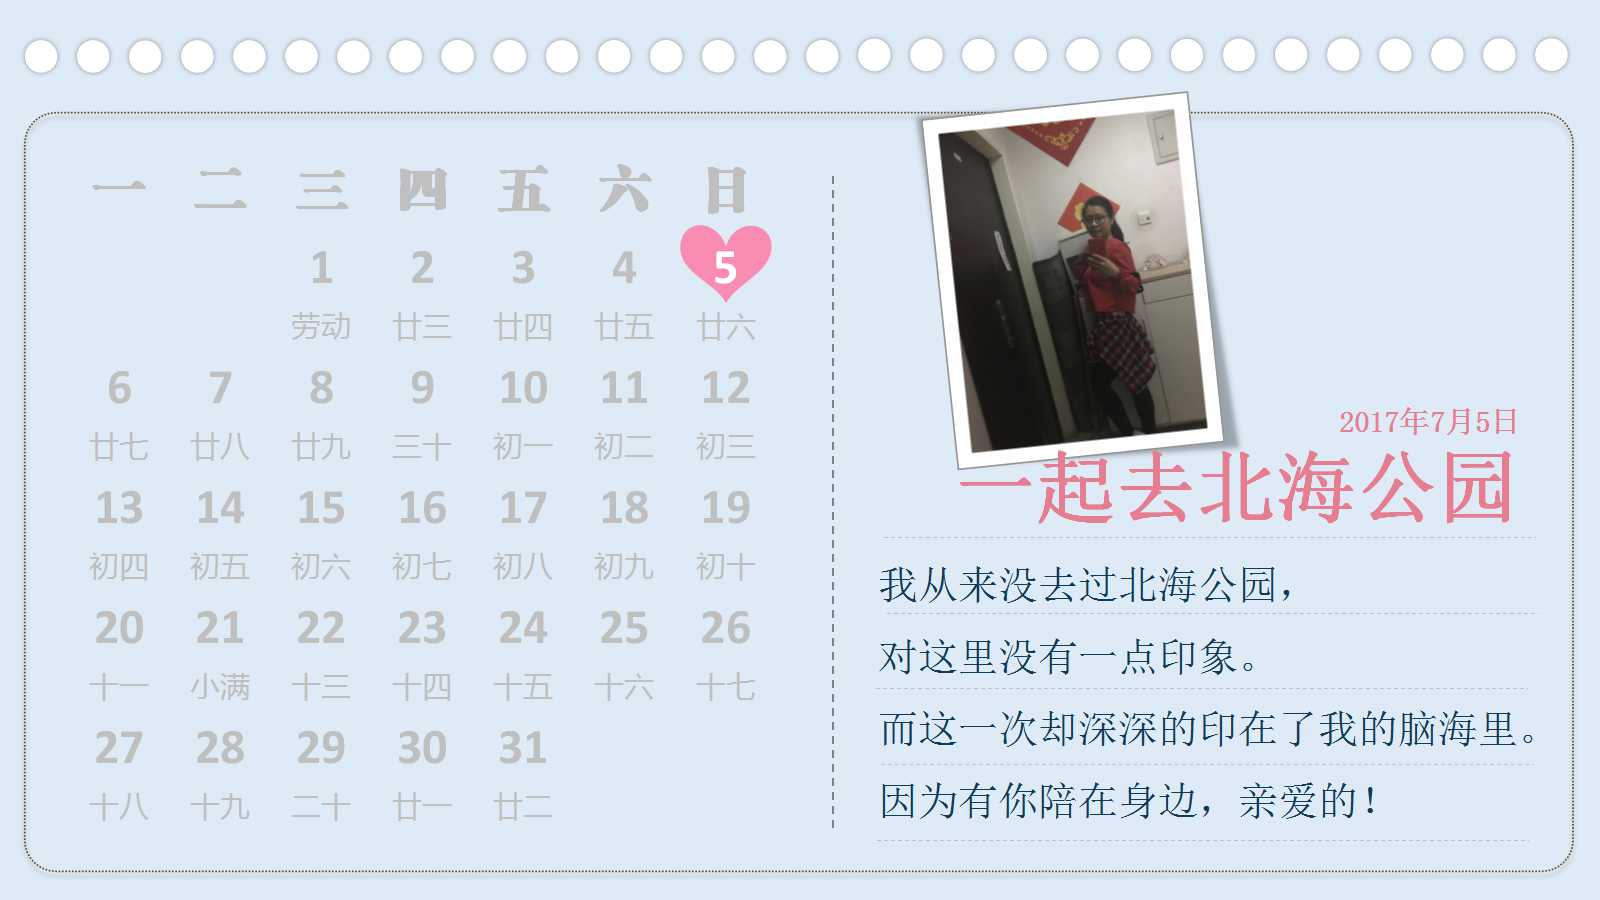 一 二 三 四 五 六 日
1 2 3 4 5
劳动 廿三 廿四 廿五 廿六
6 7 8 9 10 11 12
廿七 廿八 廿九 三十 初一 初二 初三
13 14 15 16 17 18 19
初四 初五 初六 初七 初八 初九 初十
20 21 22 23 24 25 26
十一 小满 十三 十四 十五 十六 十七
27 28 29 30 31
十八 十九 二十 廿一 廿二
2017年7月5日
一起去北海公园
我从来没去过北海公园，
对这里没有一点印象。
而这一次却深深的印在了我的脑海里。
因为有你陪在身边，亲爱的！